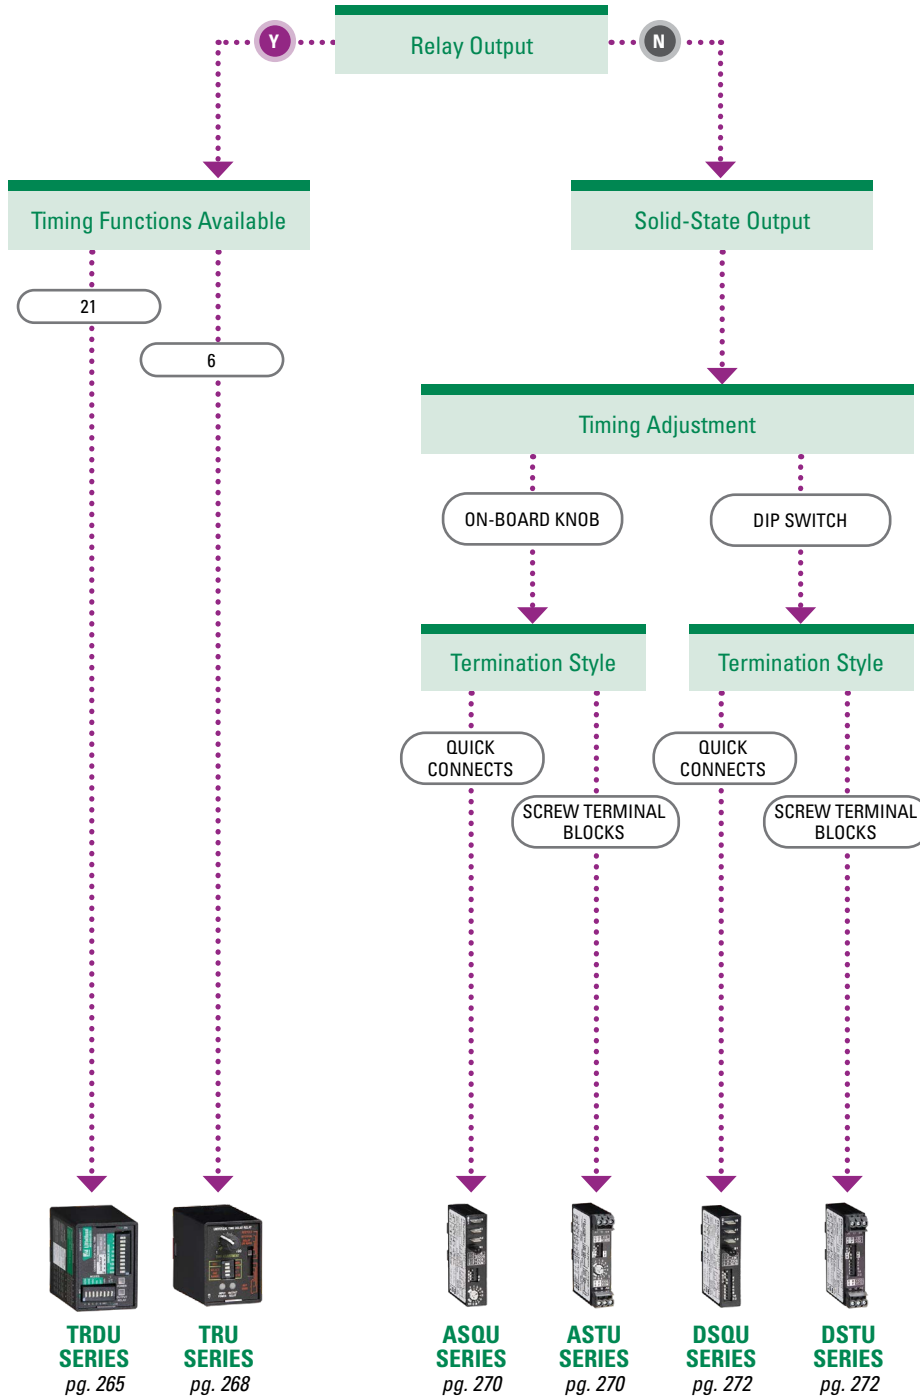 Y
Relay Output
N
Timing Functions Available
Solid-State Output
21
6
Timing Adjustment
ON-BOARD KNOB
DIP SWITCH
Termination Style
Termination Style
QUICK
CONNECTS
QUICK
CONNECTS
SCREW TERMINAL
BLOCKS
SCREW TERMINAL
BLOCKS
TRDU
SERIES
pg. 265
TRU
SERIES
pg. 268
ASQU
SERIES
pg. 270
ASTU
SERIES
pg. 270
DSQU
SERIES
pg. 272
DSTU
SERIES
pg. 272